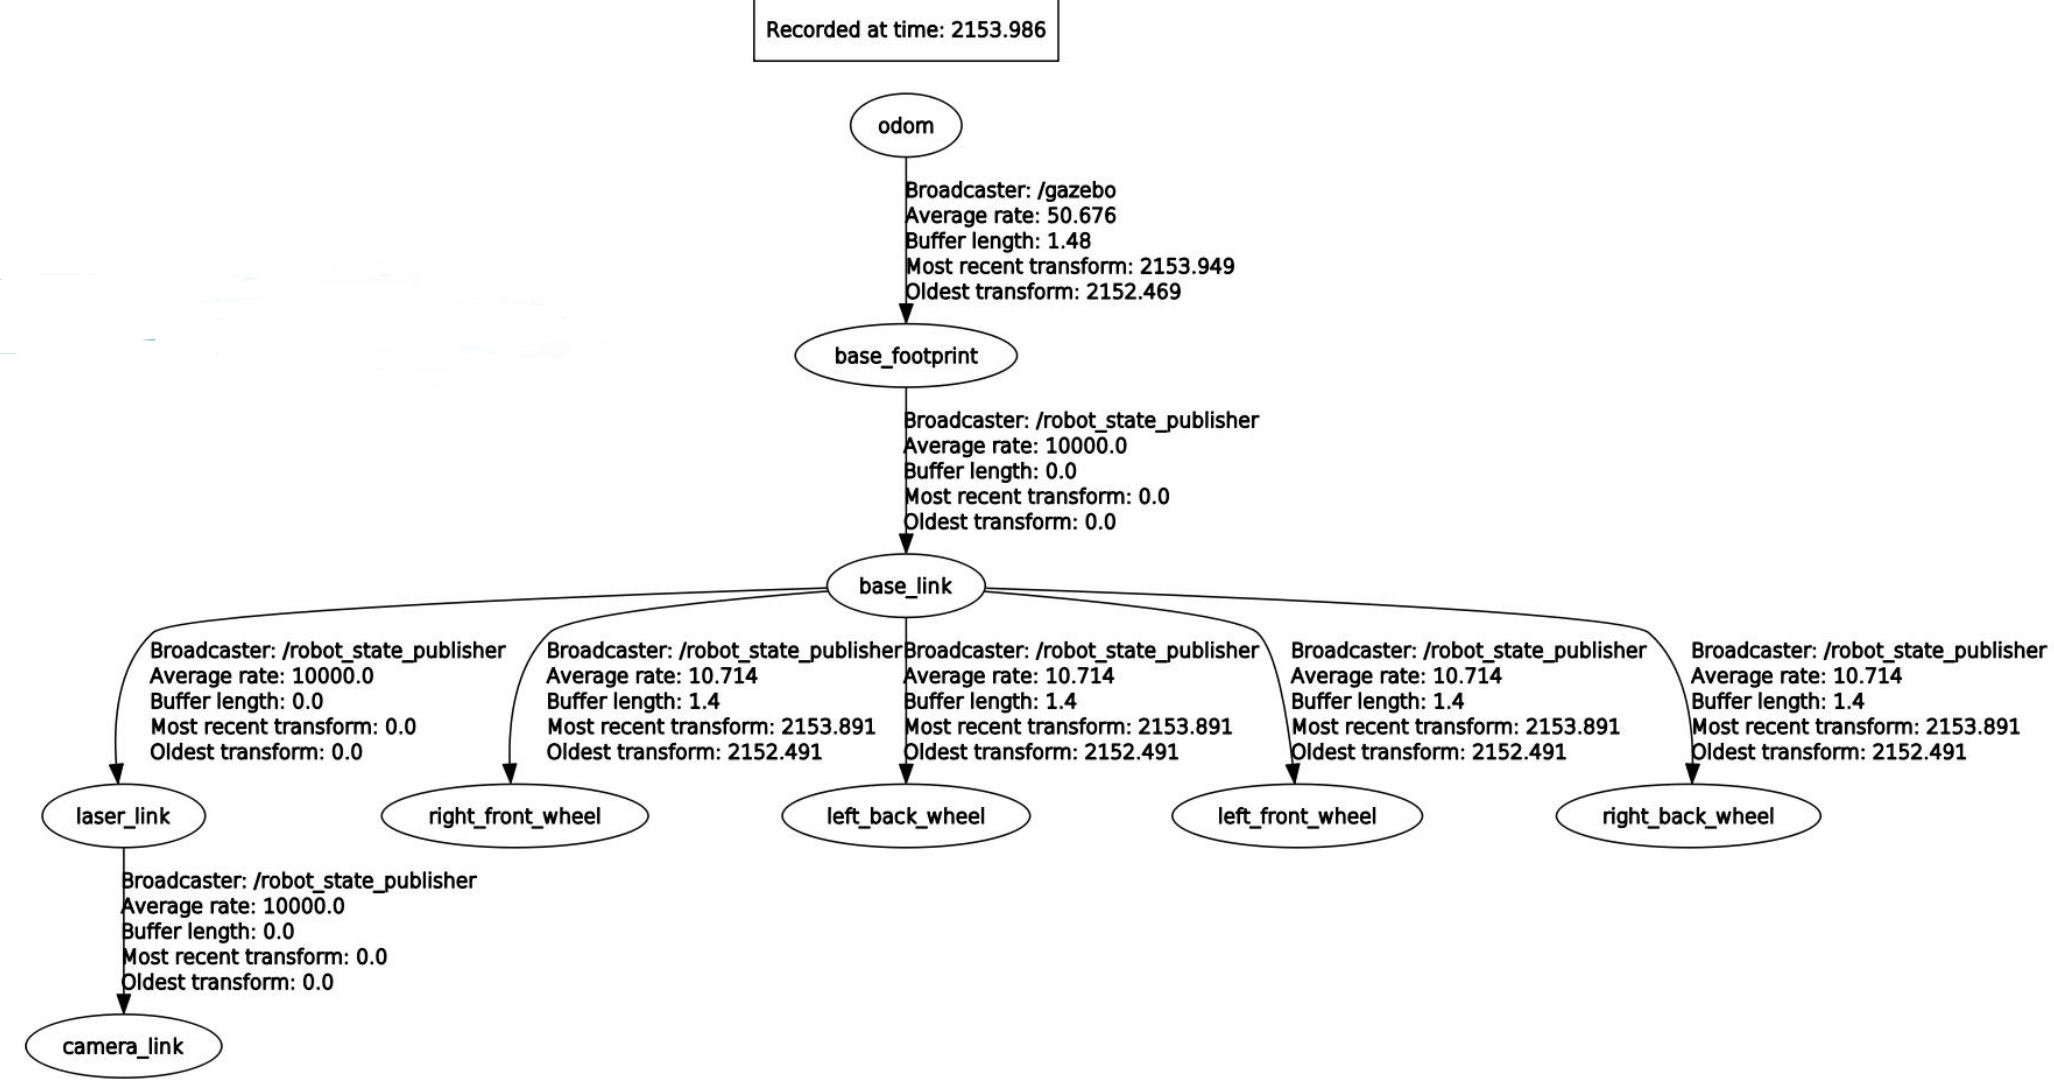 Recorded at time: 2153.986
odom
Broadcaster: /gazebo
Average rate: 50.676
Buffer length: 1.48
Most recent transform: 2153.949
Oldest transform: 2152.469
base_footprint
Broadcaster: /robot_state_publisher
Average rate: 10000.0
Buffer length: 0.0
Most recent transform: 0.0
Oldest transform: 0.0
base_link
Broadcaster: /robot_state_publisher
Average rate: 10000.0
Buffer length: 0.0
Most recent transform: 0.0
Oldest transform: 0.0
Broadcaster: /robot_state_publisher
Average rate: 10.714
Buffer length: 1.4
Most recent transform: 2153.891
Oldest transform: 2152.491
Broadcaster: /robot_state_publisher
Average rate: 10.714
Buffer length: 1.4
Most recent transform: 2153.891
Oldest transform: 2152.491
Broadcaster: /robot_state_publisher
Average rate: 10.714
Buffer length: 1.4
Most recent transform: 2153.891
Oldest transform: 2152.491
Broadcaster: /robot_state_publisher
Average rate: 10.714
Buffer length: 1.4
Most recent transform: 2153.891
Oldest transform: 2152.491
laser_link
right_front_wheel
left_back_wheel
left_front_wheel
right_back_wheel
Broadcaster: /robot_state_publisher
Average rate: 10000.0
Buffer length: 0.0
Most recent transform: 0.0
Oldest transform: 0.0
camera_link